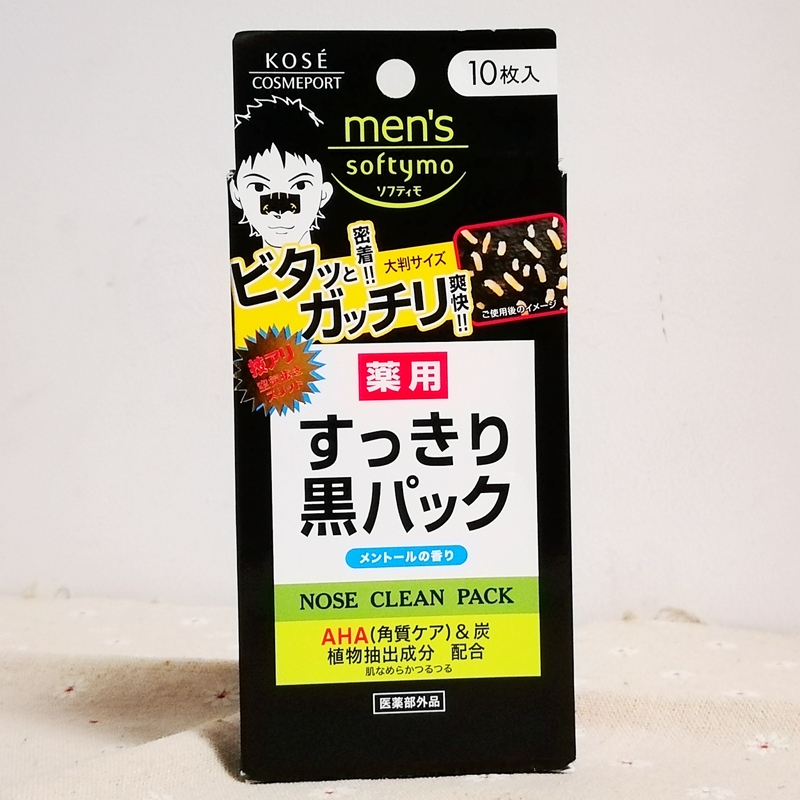 KOSÉ
COSMEPORT
10枚入
men's
softymo
ソフティモ
ビタッと
密着!!
大判サイズ
ガッチリ
爽快!!
ご使用後のイメージ
技アリ
薬用
すっきり
黒パック
メントールの香り
NOSE CLEAN PACK
AHA(角質ケア)&炭
植物抽出成分 配合
肌なめらかつるつる
医薬部外品